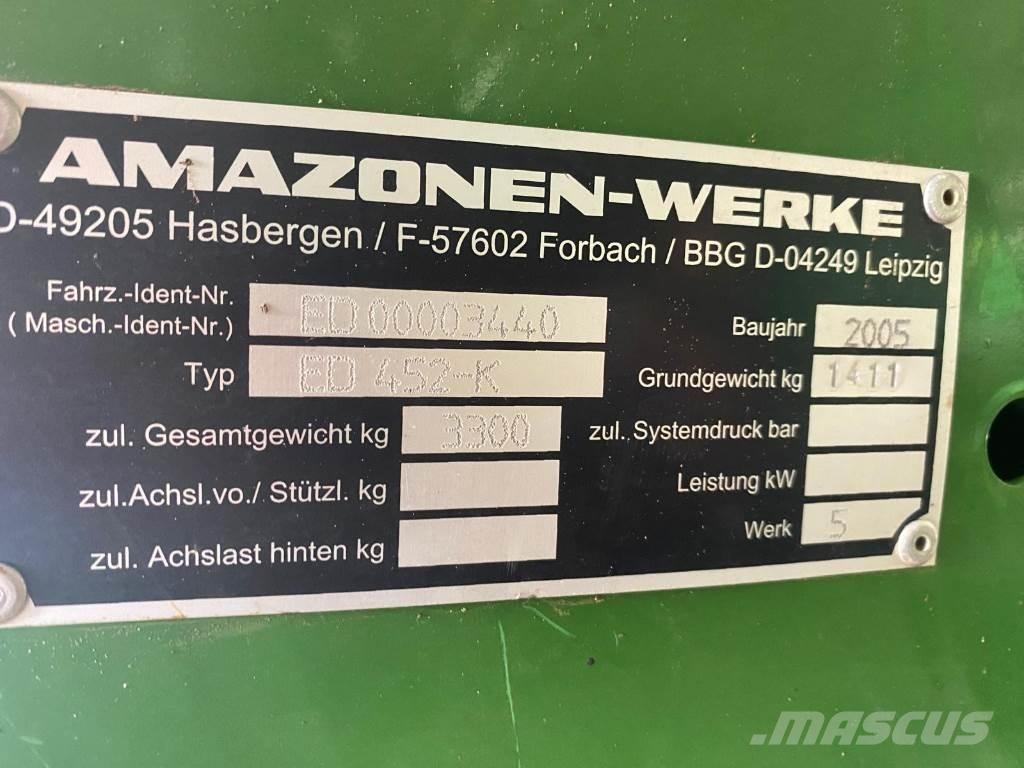 AMAZONEN-WERKE
D-49205 Hasbergen / F-57602 Forbach / BBG D-04249 Leipzig
Fahrz.-Ident-Nr.
( Masch.-Ident-Nr.) ED 00003440
Typ ED 452-K
zul. Gesamtgewicht kg 3300
zul.Achsl.vo./ Stützl. kg
zul. Achslast hinten kg
Baujahr 2005
Grundgewicht kg 1411
zul. Systemdruck bar
Leistung kW
Werk 5
MASCUS